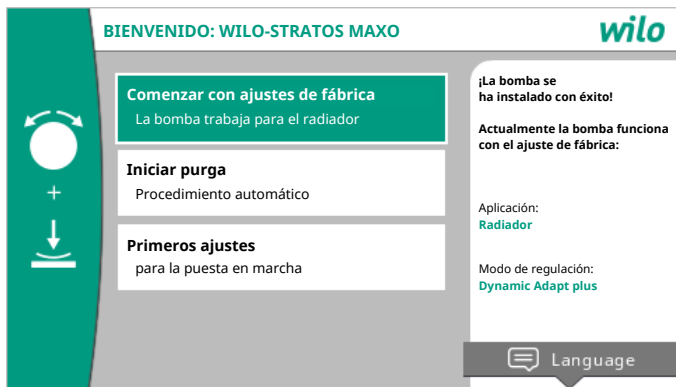 BIENVENIDO: WILO-STRATOS MAXO
wilo
Comenzar con ajustes de fábrica
La bomba trabaja para el radiador
Iniciar purga
Procedimiento automático
Primeros ajustes
para la puesta en marcha
+
¡La bomba se
ha instalado con éxito!
Actualmente la bomba funciona
con el ajuste de fábrica:
Aplicación:
Radiador
Modo de regulación:
Dynamic Adapt plus
Language